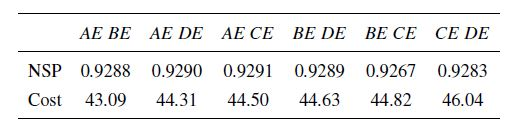 AE BE AE DE AE CE BE DE BE CE CE DE
NSP 0.9288 0.9290 0.9291 0.9289 0.9267 0.9283
Cost 43.09 44.31 44.50 44.63 44.82 46.04